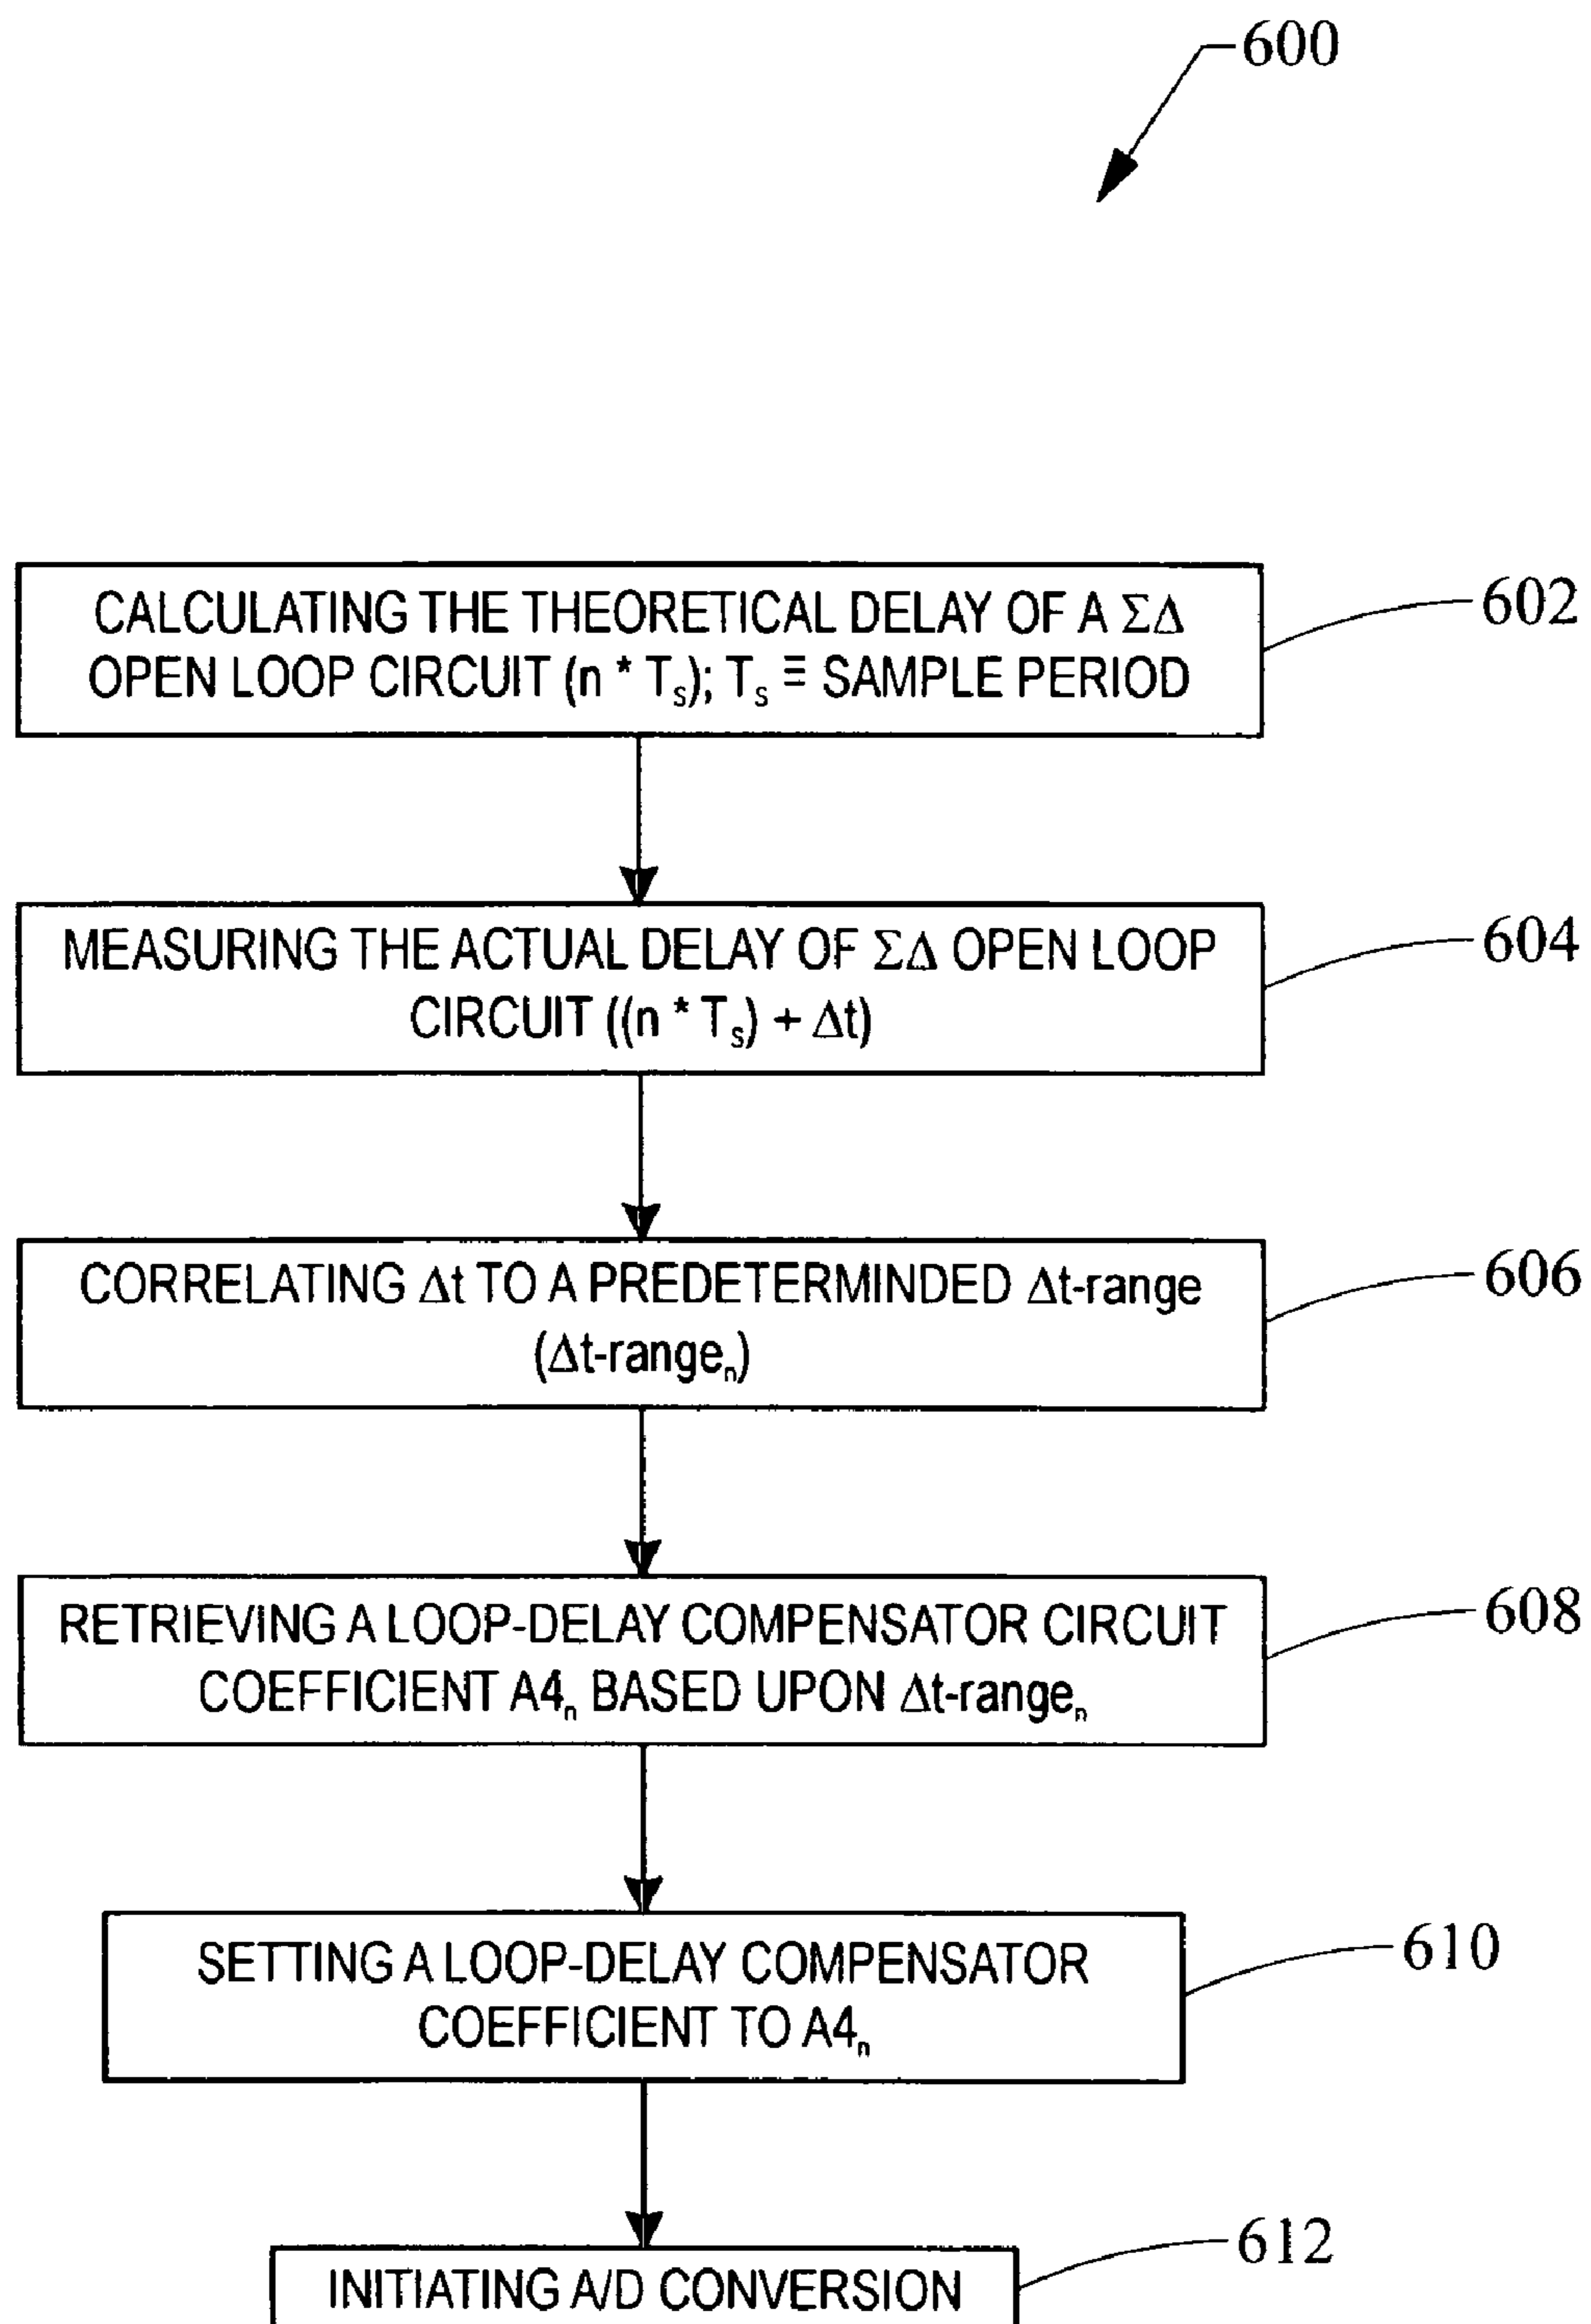 600
CALCULATING THE THEORETICAL DELAY OF A ΣΔ
OPEN LOOP CIRCUIT (n * Ts); Ts ≡ SAMPLE PERIOD
602
MEASURING THE ACTUAL DELAY OF ΣΔ OPEN LOOP
CIRCUIT ((n * Ts) + Δt)
604
CORRELATING Δt TO A PREDETERMINDED Δt-range
(Δt-rangeₙ)
606
RETRIEVING A LOOP-DELAY COMPENSATOR CIRCUIT
COEFFICIENT A4ₙ BASED UPON Δt-rangeₙ
608
SETTING A LOOP-DELAY COMPENSATOR
COEFFICIENT TO A4ₙ
610
INITIATING A/D CONVERSION
612